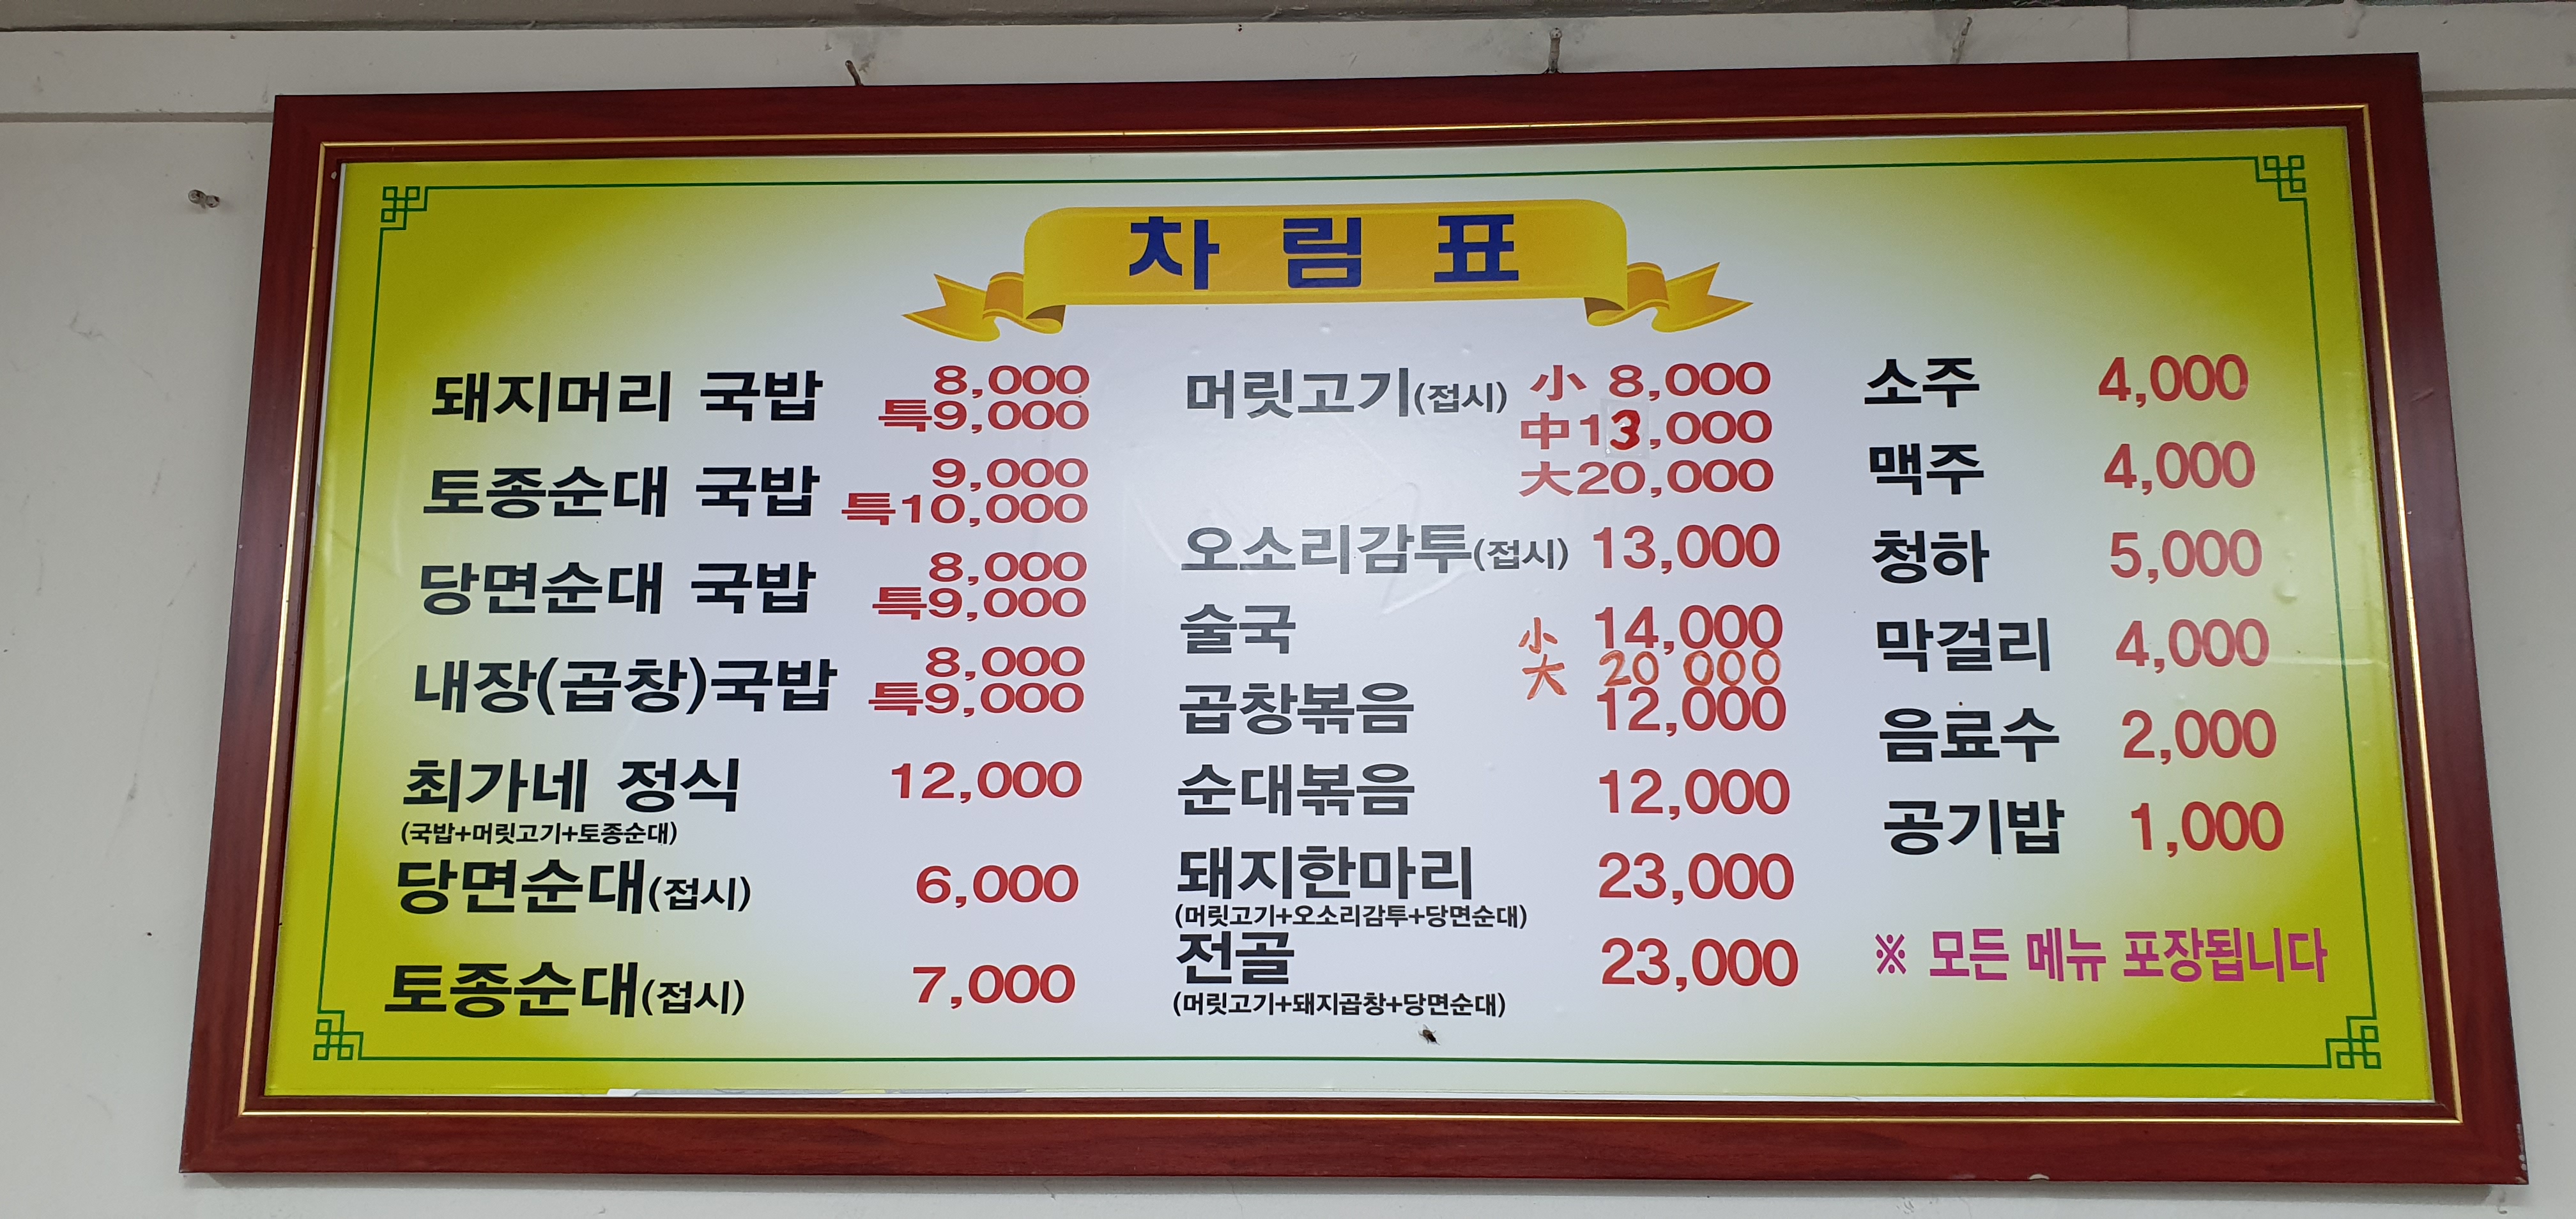 차 림 표
돼지머리 국밥 8,000
특9,000
토종순대 국밥 9,000
특10,000
당면순대 국밥 8,000
특9,000
내장(곱창)국밥 8,000
특9,000
최가네 정식 12,000
(국밥+머릿고기+토종순대)
당면순대(접시) 6,000
토종순대(접시) 7,000
머릿고기(접시) 小 8,000
中13,000
大20,000
오소리감투(접시) 13,000
술국 小 14,000
大 20 000
곱창볶음 12,000
순대볶음 12,000
돼지한마리 23,000
(머릿고기+오소리감투+당면순대)
전골 23,000
(머릿고기+돼지곱창+당면순대)
소주 4,000
맥주 4,000
청하 5,000
막걸리 4,000
음료수 2,000
공기밥 1,000
※ 모든 메뉴 포장됩니다